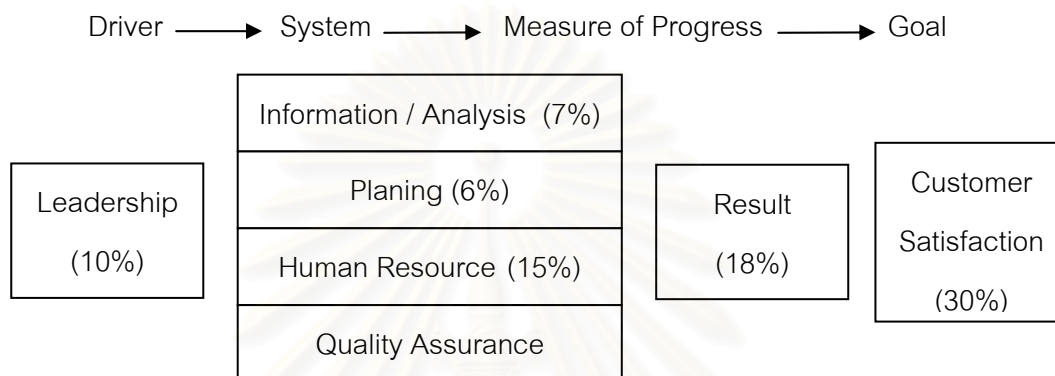 Driver → System → Measure of Progress → Goal
Information / Analysis (7%)
Planing (6%)
Human Resource (15%)
Quality Assurance
Leadership
(10%)
Result
(18%)
Customer
Satisfaction
(30%)